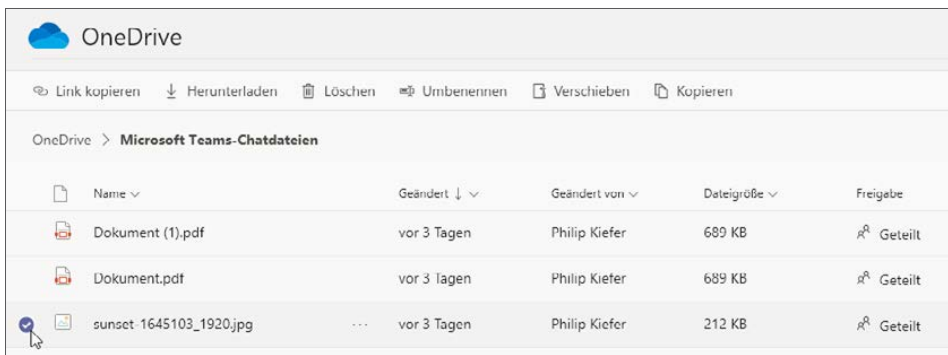 OneDrive
Link kopieren Herunterladen Löschen Umbenennen Verschieben Kopieren
OneDrive > Microsoft Teams-Chatdateien
Name Geändert ↓ Geändert von Dateigröße Freigabe
Dokument (1).pdf vor 3 Tagen Philip Kiefer 689 KB Geteilt
Dokument.pdf vor 3 Tagen Philip Kiefer 689 KB Geteilt
sunset-1645103_1920.jpg ... vor 3 Tagen Philip Kiefer 212 KB Geteilt